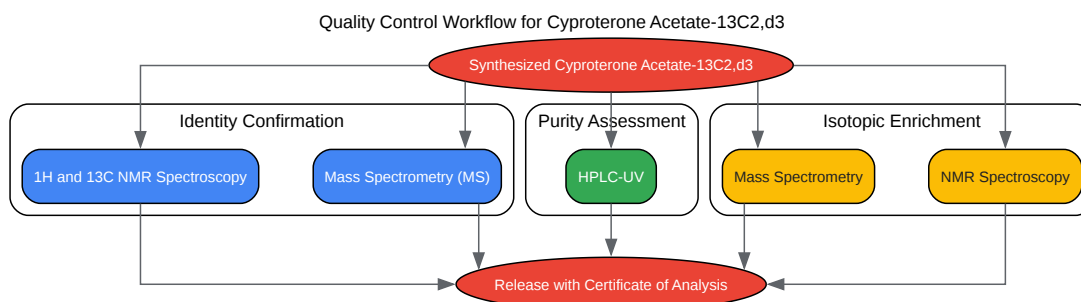 Quality Control Workflow for Cyproterone Acetate-13C2,d3
Synthesized Cyproterone Acetate-13C2,d3
Identity Confirmation
Purity Assessment
Isotopic Enrichment
1H and 13C NMR Spectroscopy
Mass Spectrometry (MS)
HPLC-UV
Mass Spectrometry
NMR Spectroscopy
Release with Certificate of Analysis